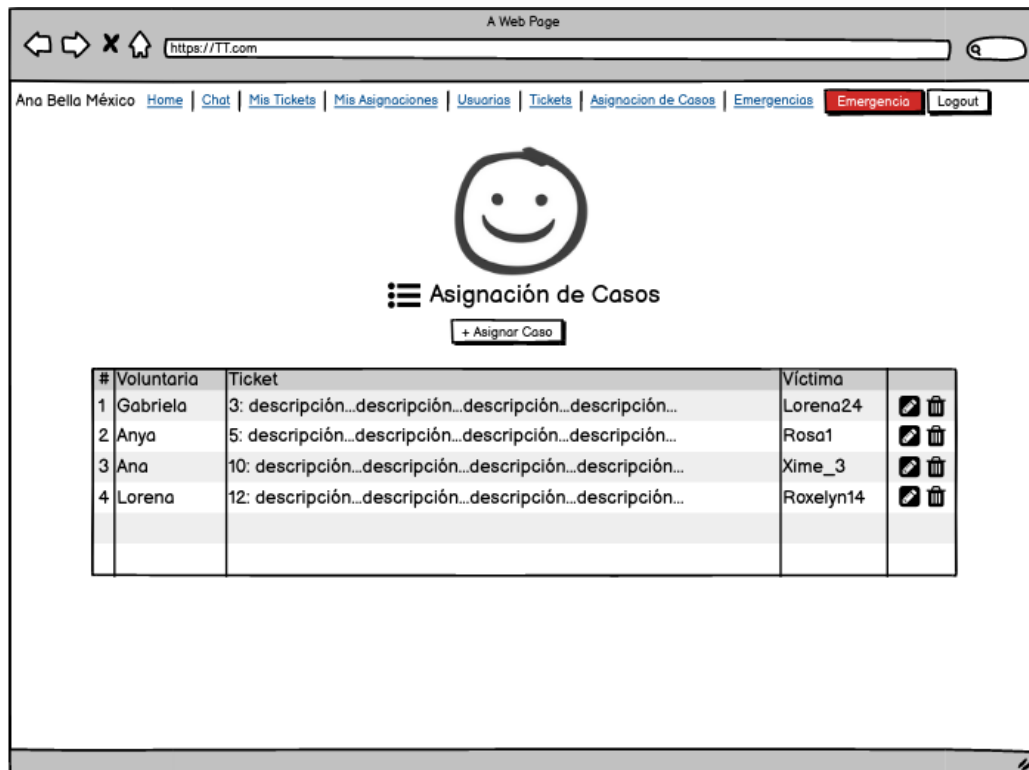 A Web Page
https://TT.com
Ana Bella México Home | Chat | Mis Tickets | Mis Asignaciones | Usuarias | Tickets | Asignacion de Casos | Emergencias Emergencia Logout
Asignación de Casos
+ Asignar Caso
# Voluntaria Ticket Víctima
1 Gabriela 3: descripción...descripción...descripción...descripción... Lorena24
2 Anya 5: descripción...descripción...descripción...descripción... Rosa1
3 Ana 10: descripción...descripción...descripción...descripción... Xime_3
4 Lorena 12: descripción...descripción...descripción...descripción... Roxelyn14